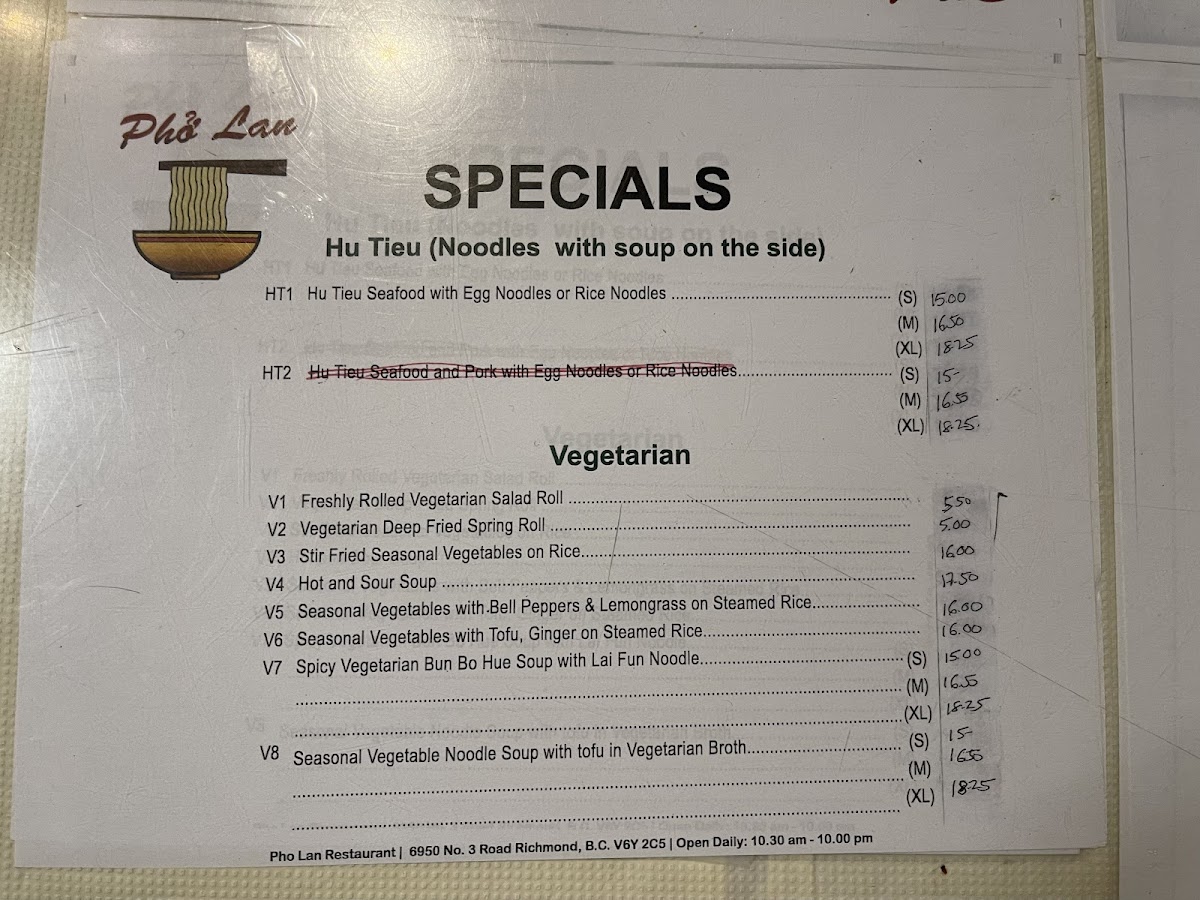 Phở Lan
SPECIALS
Hu Tieu (Noodles with soup on the side)
HT1 Hu Tieu Seafood with Egg Noodles or Rice Noodles ........ (S) 15.00
(M) 16.50
(XL) 18.25
HT2 Hu Tieu Seafood and Pork with Egg Noodles or Rice Noodles........ (S) 15-
(M) 16.50
(XL) 18.25
Vegetarian
V1 Freshly Rolled Vegetarian Salad Roll ........ 5.50
V2 Vegetarian Deep Fried Spring Roll ........ 5.00
V3 Stir Fried Seasonal Vegetables on Rice........ 16.00
V4 Hot and Sour Soup ........ 17.50
V5 Seasonal Vegetables with Bell Peppers & Lemongrass on Steamed Rice........ 16.00
V6 Seasonal Vegetables with Tofu, Ginger on Steamed Rice........ 16.00
V7 Spicy Vegetarian Bun Bo Hue Soup with Lai Fun Noodle........ (S) 15.00
........ (M) 16.50
........ (XL) 18.25
V8 Seasonal Vegetable Noodle Soup with tofu in Vegetarian Broth........ (S) 15-
........ (M) 16.50
........ (XL) 18.25
Pho Lan Restaurant | 6950 No. 3 Road Richmond, B.C. V6Y 2C5 | Open Daily: 10.30 am - 10.00 pm